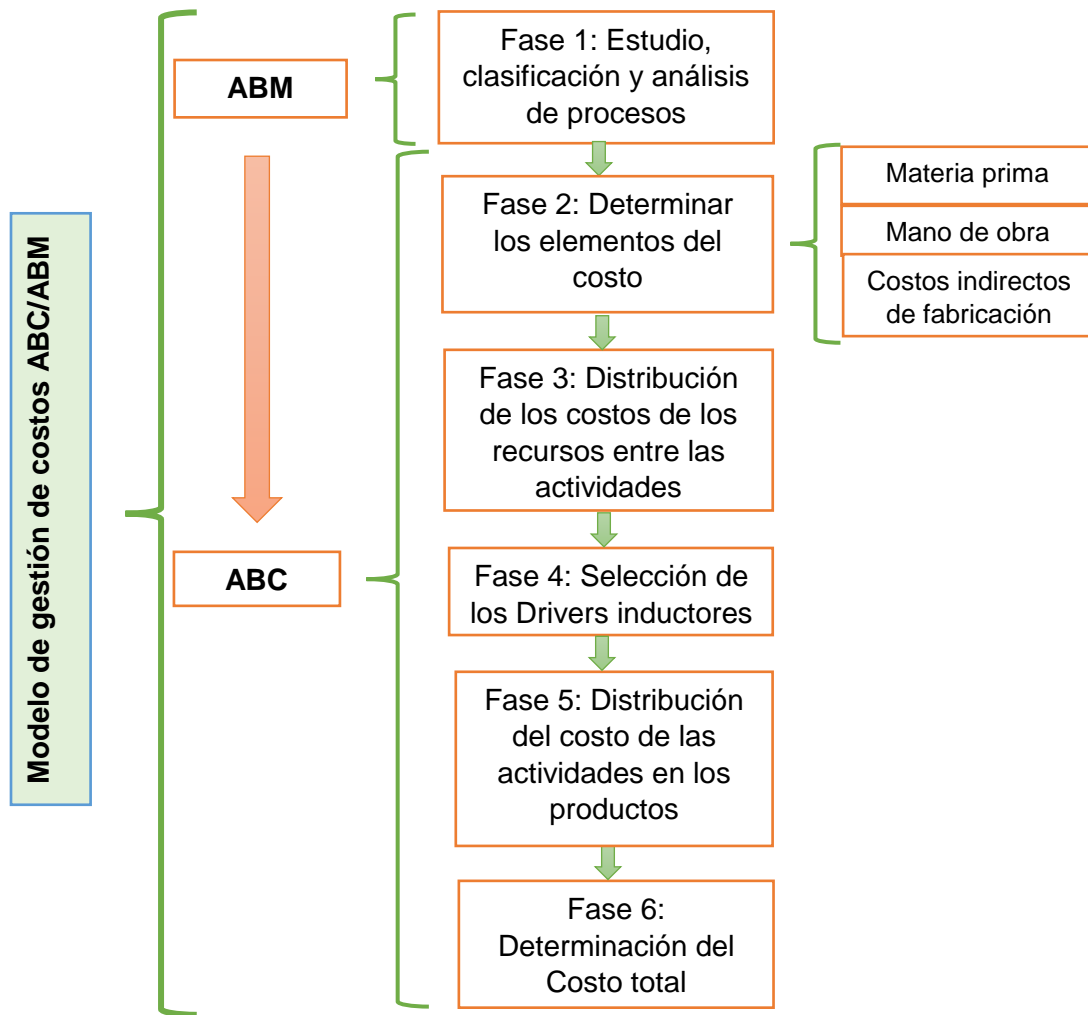 Modelo de gestión de costos ABC/ABM
ABM
ABC
Fase 1: Estudio,
clasificación y análisis
de procesos
Fase 2: Determinar
los elementos del
costo
Materia prima
Mano de obra
Costos indirectos
de fabricación
Fase 3: Distribución
de los costos de los
recursos entre las
actividades
Fase 4: Selección de
los Drivers inductores
Fase 5: Distribución
del costo de las
actividades en los
productos
Fase 6:
Determinación del
Costo total